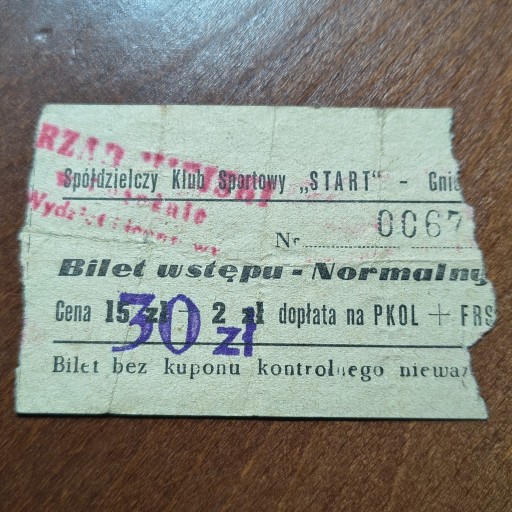 Spółdzielczy Klub Sportowy „START" - Gni
Nr 0067
Bilet wstępu - Normalny
Cena 15 zł 2 zł dopłata na PKOL + FRS
30 zł
Bilet bez kuponu kontrolnego nieważ